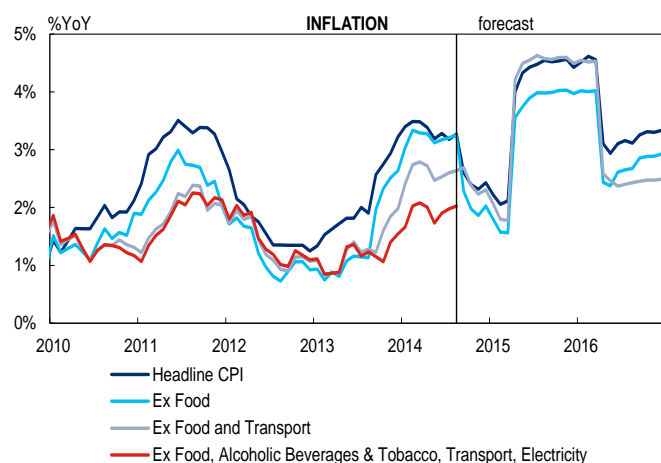 %YoY INFLATION forecast
5%
4%
3%
2%
1%
0%
2010 2011 2012 2013 2014 2015 2016
Headline CPI
Ex Food
Ex Food and Transport
Ex Food, Alcoholic Beverages & Tobacco, Transport, Electricity